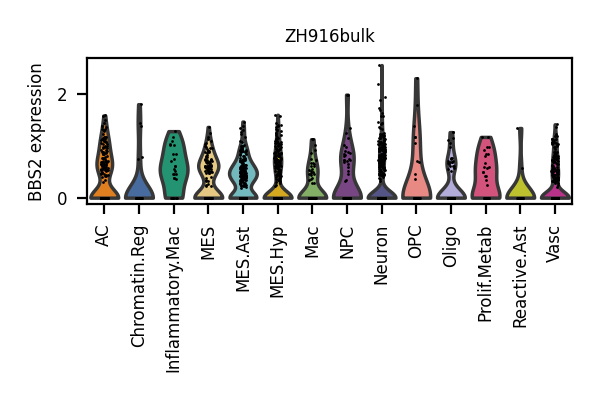 ZH916bulk
BBS2 expression
2
0
AC
Chromatin.Reg
Inflammatory.Mac
MES
MES.Ast
MES.Hyp
Mac
NPC
Neuron
OPC
Oligo
Prolif.Metab
Reactive.Ast
Vasc